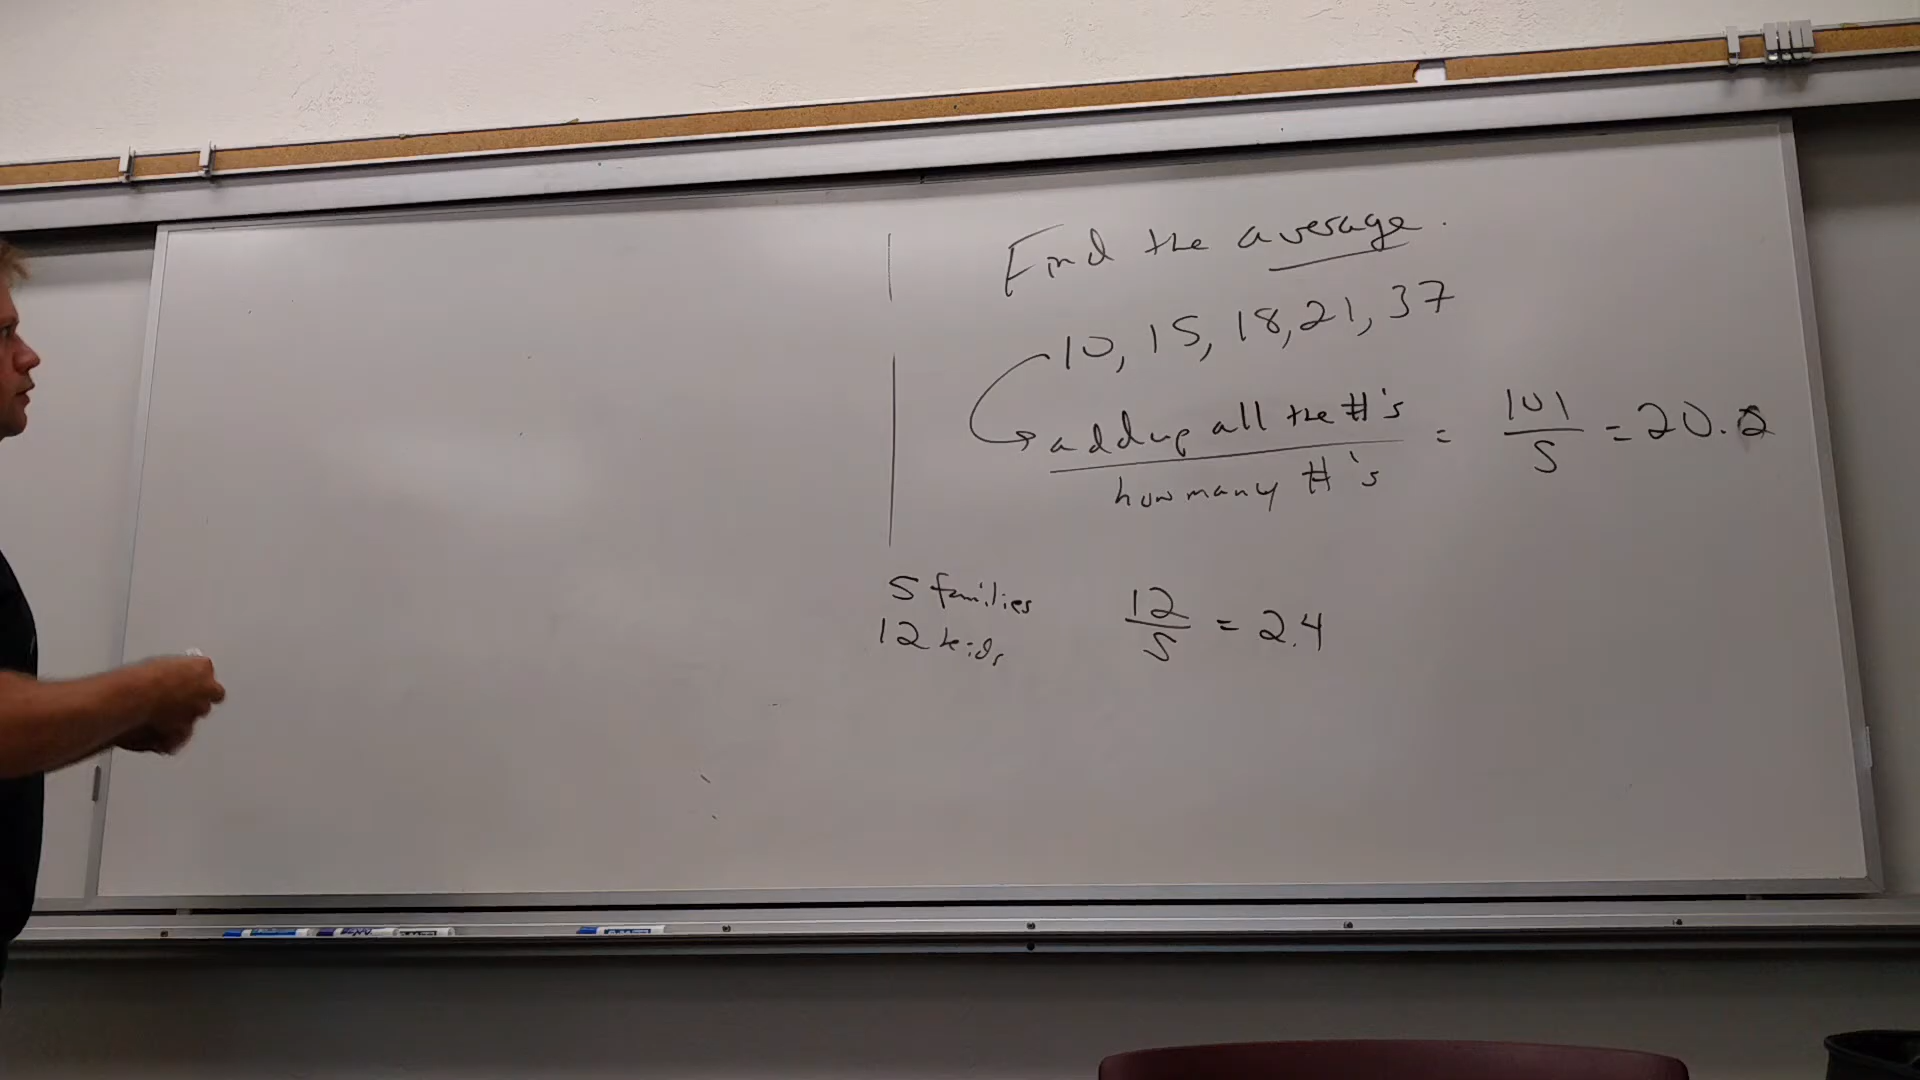 Find the average.
10, 15, 18, 21, 37
add up all the #'s / how many #'s = 101 / 5 = 20.2
5 families
12 kids
12 / 5 = 2.4